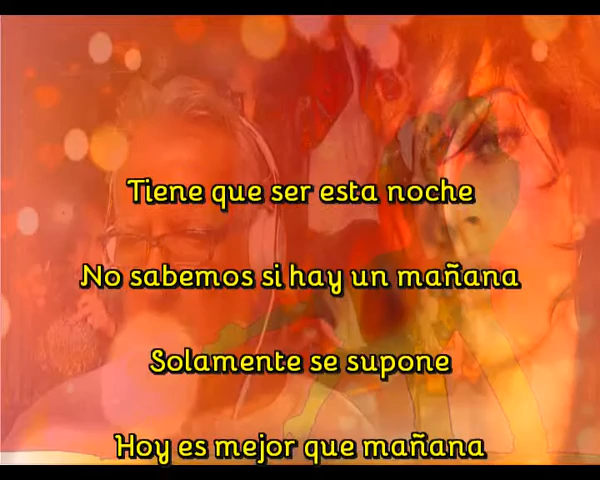 Tiene que ser esta noche
No sabemos si hay un mañana
Solamente se supone
Hoy es mejor que mañana